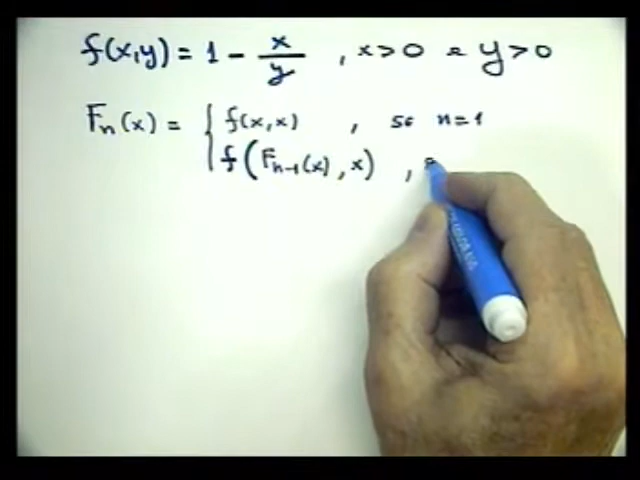 f(x,y) = 1 - x/y , x>0 e y>0
Fn(x) = { f(x,x) , se n=1
f(Fn-1(x), x) , s